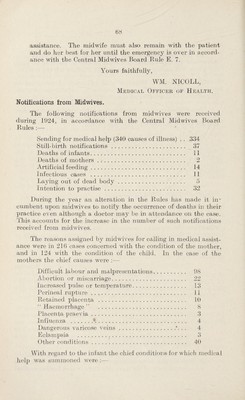 68
assistance. The midwife must also remain with the patient
and do her best for her until the emergency is over in accord-
ance with the Central Midwives Board Rule E. 7.
Yours faithfully,
WM. NICOLL,
Medical Officer of Health.
Notifications from Midwives.
The following notifications from midwives were received
during 1924, in accordance with the Central Midwives Board
Rules :—
Sending for medical help (340 causes of illness) .. 334
Still-birth notifications .................... 37
Deaths of infants .................... 11
Deaths of mothers .................... 2
Artificial feeding .................... 14
Infectious cases .................... 11
Laying out of dead body .................... 5
Intention to practise .................... 32
During the year an alteration in the Rules has made it in-
cumbent upon midwives to notify the occurrence of deaths in their
practice even although a doctor may be in attendance on the case.
This accounts for the increase in the number of such notifications
received from midwives.
The reasons assigned by midwives for calling in medical assist-
ance were in 216 cases concerned with the condition of the mother,
and in 124 with the condition of the child. In the case of the
mothers the chief causes were :—
Difficult labour and malpresentations ........ 98
Abortion or miscarriage .................... 22
Increased pulse or temperature .................... 13
Perineal rupture .................... 11
Retained placenta .................... 10
" Haemorrhage " .................... 8
Placenta praevia .................... 3
Influenza .................... 4
Dangerous varicose veins .................... 4
Eclampsia .................... 3
Other conditions .................... 40
With regard to the infant the chief conditions for which medical
help was summoned were :—